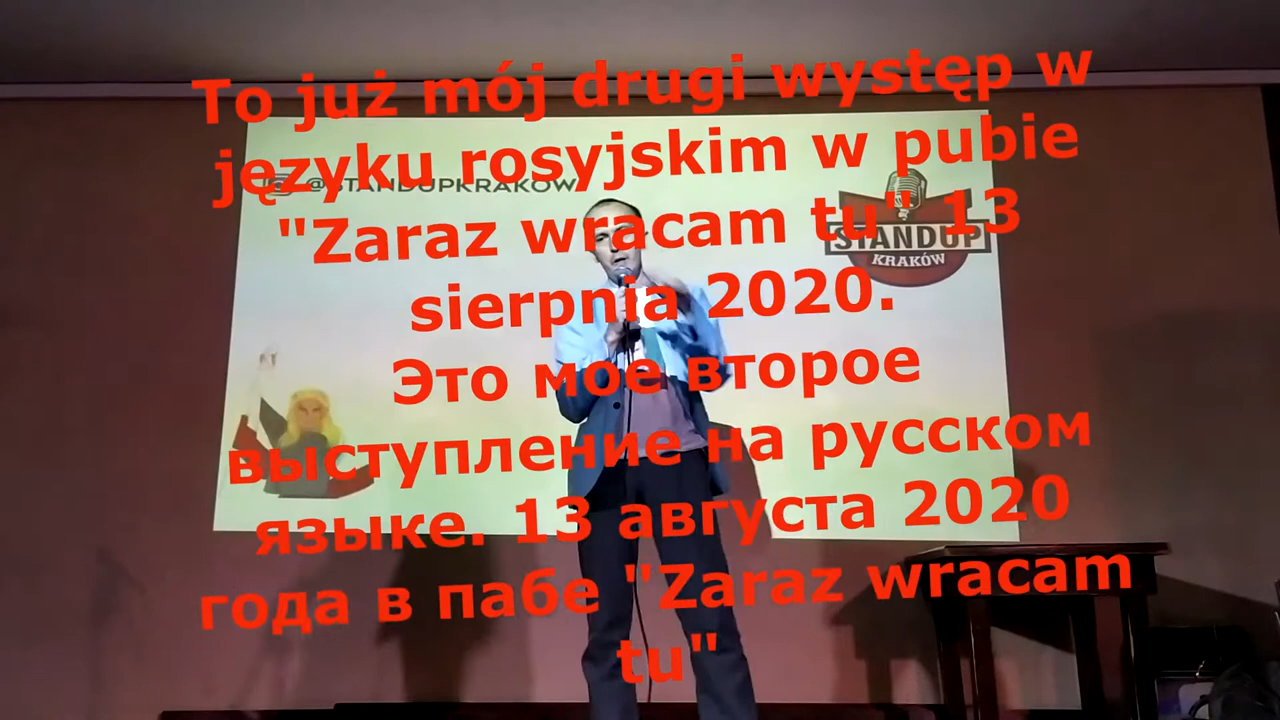 To już mój drugi występ w
języku rosyjskim w pubie
"Zaraz wracam tu" 13
sierpnia 2020.
Это мое второе
выступление на русском
языке. 13 августа 2020
года в пабе "Zaraz wracam
tu"
@STANDUPKRAKOW
STANDUP
KRAKÓW